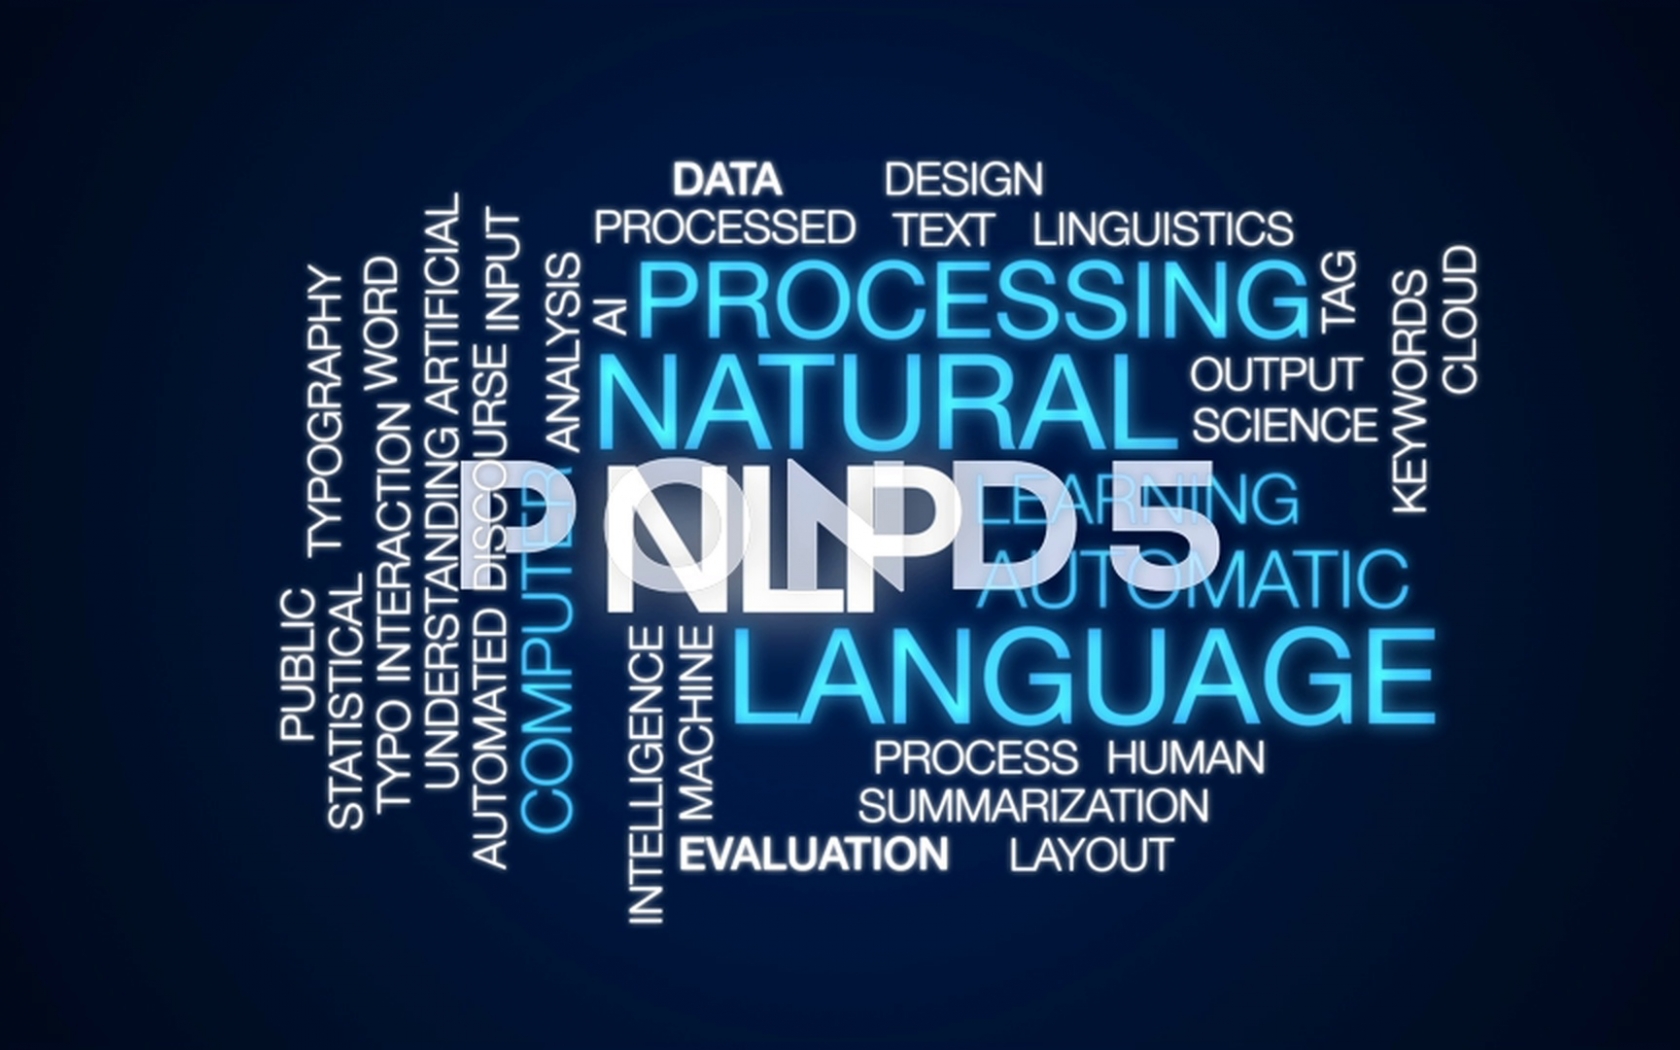 DATA DESIGN
PROCESSED TEXT LINGUISTICS
AI PROCESSING TAG
NATURAL
OUTPUT
SCIENCE
KEYWORDS
CLOUD
NLP
LEARNING
AUTOMATIC
LANGUAGE
POND5
PUBLIC TYPOGRAPHY
STATISTICAL
TYPO INTERACTION WORD
UNDERSTANDING ARTIFICIAL
AUTOMATED DISCOURSE INPUT
COMPUTER ANALYSIS
INTELLIGENCE
MACHINE
PROCESS HUMAN
SUMMARIZATION
EVALUATION LAYOUT